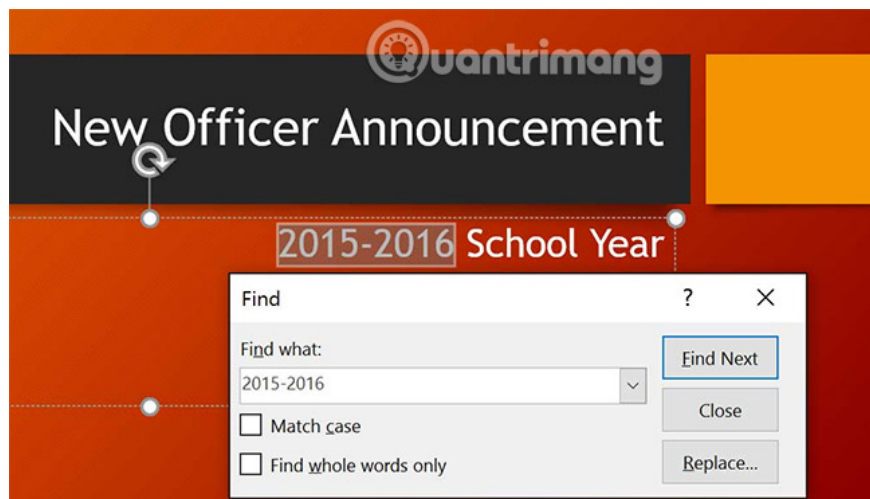 Quantrimang
New Officer Announcement
2015-2016 School Year
Find ? X
Find what:
2015-2016
Match case
Find whole words only
Find Next
Close
Replace...